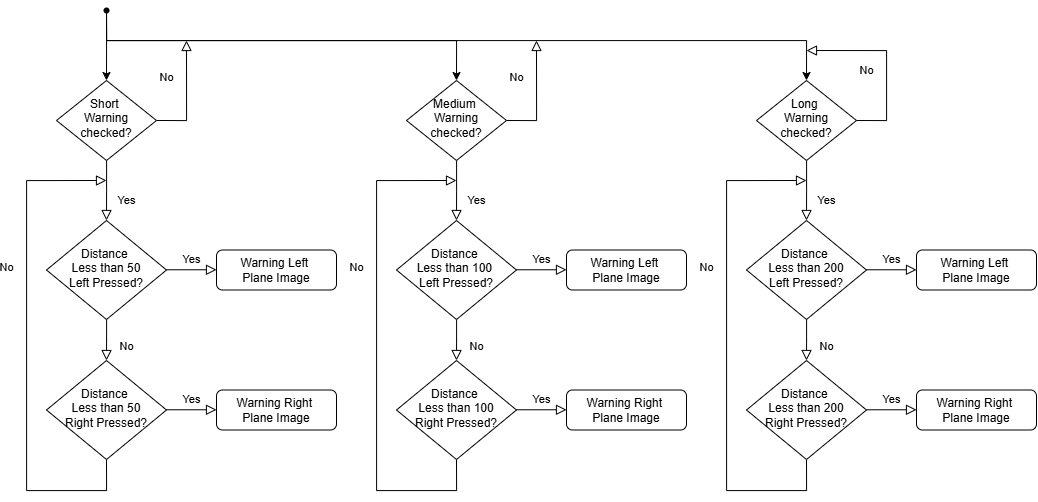 No
No
No
Short
Warning
checked?
Medium
Warning
checked?
Long
Warning
checked?
Yes
Yes
Yes
Distance
Less than 50
Left Pressed?
Yes
Warning Left
Plane Image
Distance
Less than 100
Left Pressed?
Yes
Warning Left
Plane Image
Distance
Less than 200
Left Pressed?
Yes
Warning Left
Plane Image
No
No
No
No
No
No
Distance
Less than 50
Right Pressed?
Yes
Warning Right
Plane Image
Distance
Less than 100
Right Pressed?
Yes
Warning Right
Plane Image
Distance
Less than 200
Right Pressed?
Yes
Warning Right
Plane Image